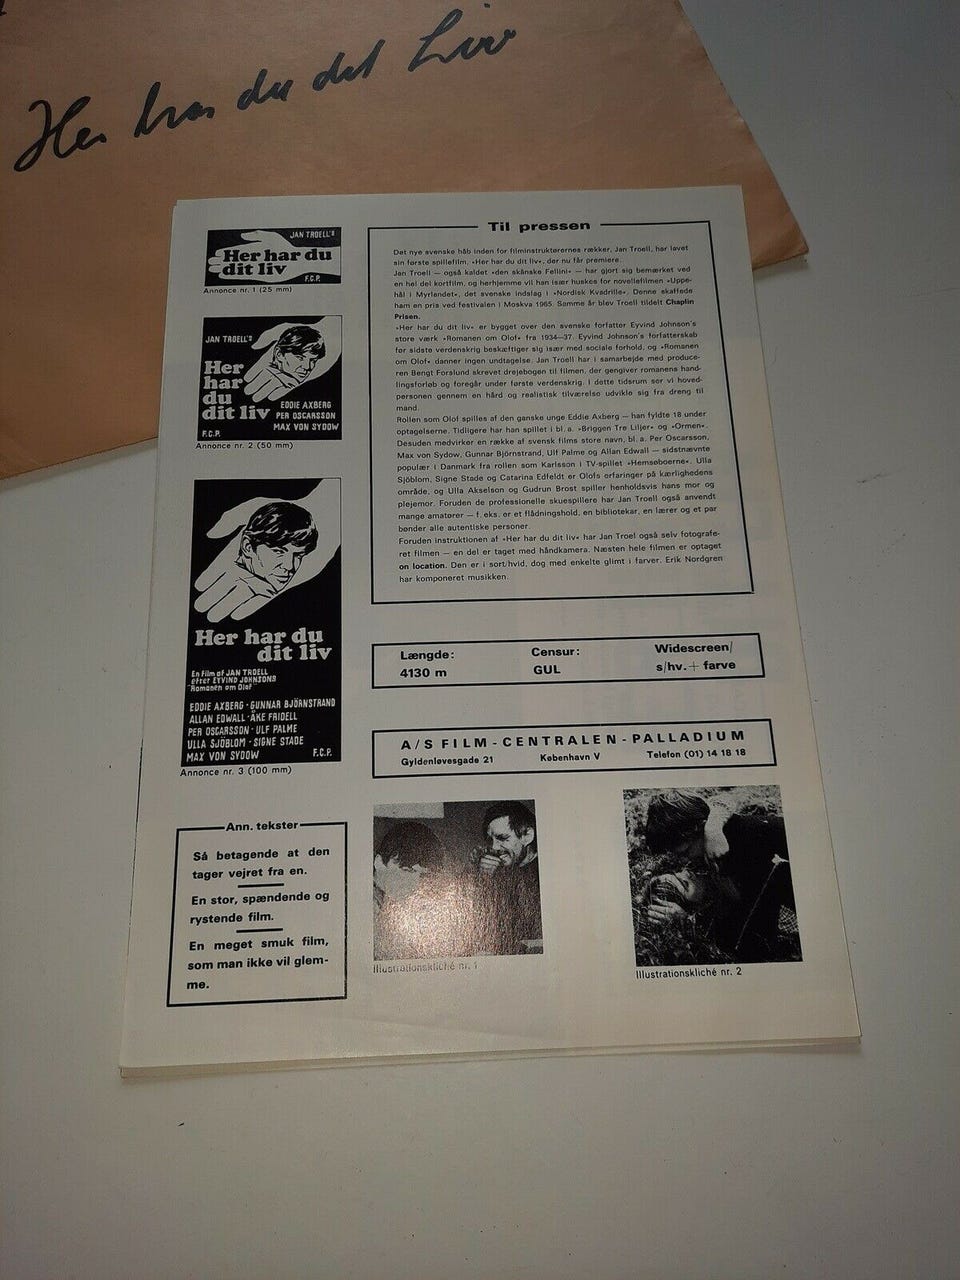 Her har du det Liv
JAN TROELL's
Her har du
dit liv
F.C.P.
Annonce nr. 1 (25 mm)
JAN TROELL's
Her
har
du
dit liv
EDDIE AXBERG
PER OSCARSSON
MAX VON SYDOW
F.C.P.
Annonce nr. 2 (50 mm)
Her har du
dit liv
En film af JAN TROELL
efter EYVIND JOHNSONS
"Romanen om Olof"
EDDIE AXBERG · GUNNAR BJÖRNSTRAND
ALLAN EDWALL · ÅKE FRIDELL
PER OSCARSSON · ULF PALME
ULLA SJÖBLOM · SIGNE STADE
MAX VON SYDOW
F.C.P.
Annonce nr. 3 (100 mm)
Ann. tekster
Så betagende at den
tager vejret fra en.
En stor, spændende og
rystende film.
En meget smuk film,
som man ikke vil glem-
me.
Til pressen
Det nye svenske håb inden for filminstruktørernes rækker, Jan Troell, har lavet
sin første spillefilm, »Her har du dit liv«, der nu får premiere.
Jan Troell — også kaldet »den skånske Fellini« — har gjort sig bemærket ved
en hel del kortfilm, og herhjemme vil han især huskes for novellefilmen »Uppe-
hål i Myrlandet«, det svenske indslag i »Nordisk Kvadrille«. Denne skaffede
ham en pris ved festivalen i Moskva 1965. Samme år blev Troell tildelt Chaplin
Prisen.
»Her har du dit liv« er bygget over den svenske forfatter Eyvind Johnson's
store værk »Romanen om Olof« fra 1934—37. Eyvind Johnson's forfatterskab
før sidste verdenskrig beskæftiger sig især med sociale forhold, og »Romanen
om Olof« danner ingen undtagelse. Jan Troell har i samarbejde med produce-
ren Bengt Forslund skrevet drejebogen til filmen, der gengiver romanens hand-
lingsforløb og foregår under første verdenskrig. I dette tidsrum ser vi hoved-
personen gennem en hård og realistisk tilværelse udvikle sig fra dreng til
mand.
Rollen som Olof spilles af den ganske unge Eddie Axberg — han fyldte 18 under
optagelserne. Tidligere har han spillet i bl. a. »Briggen Tre Liljer« og »Ormen«.
Desuden medvirker en række af svensk films store navn, bl. a. Per Oscarsson,
Max von Sydow, Gunnar Björnstrand, Ulf Palme og Allan Edwall — sidstnævnte
populær i Danmark fra rollen som Karlsson i TV-spillet »Hemsøboerne«. Ulla
Sjöblom, Signe Stade og Catarina Edfeldt er Olofs erfaringer på kærlighedens
område, og Ulla Akselson og Gudrun Brost spiller henholdsvis hans mor og
plejemor. Foruden de professionelle skuespillere har Jan Troell også anvendt
mange amatører — f. eks. er et flådningshold, en bibliotekar, en lærer og et par
bønder alle autentiske personer.
Foruden instruktionen af »Her har du dit liv« har Jan Troel også selv fotografe-
ret filmen — en del er taget med håndkamera. Næsten hele filmen er optaget
on location. Den er i sort/hvid, dog med enkelte glimt i farver. Erik Nordgren
har komponeret musikken.
Længde: Censur: Widescreen/
4130 m GUL s/hv. + farve
A/S FILM-CENTRALEN-PALLADIUM
Gyldenløvesgade 21 København V Telefon (01) 14 18 18
Illustrationskliché nr. 1
Illustrationskliché nr. 2